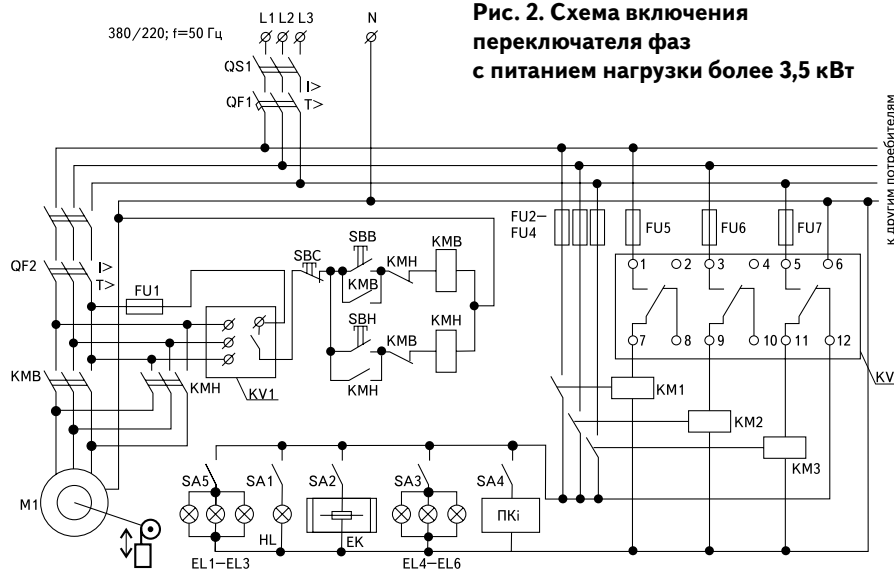 Рис. 2. Схема включения
переключателя фаз
с питанием нагрузки более 3,5 кВт
380/220; f=50 Гц
L1 L2 L3
N
QS1
I>
QF1
T>
к другим потребителям
FU2–
FU4
FU5
FU6
FU7
QF2
I>
T>
FU1
SBC
SBB
KMH
KMB
KMB
1 2 3 4 5 6
SBH
KMB
KMH
KMH
7 8 9 10 11 12
KMB
KMH
KV1
KV
KM1
KM2
KM3
M1
SA5
SA1
SA2
SA3
SA4
ПКi
HL
EK
EL1–EL3
EL4–EL6